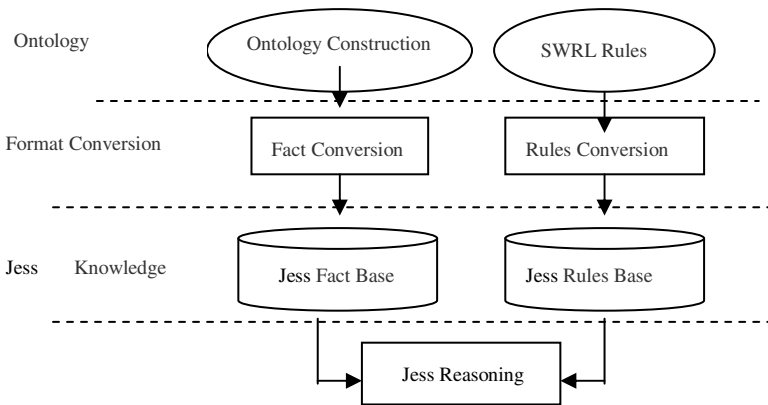 Ontology
Ontology Construction
SWRL Rules
Format Conversion
Fact Conversion
Rules Conversion
Jess Knowledge
Jess Fact Base
Jess Rules Base
Jess Reasoning